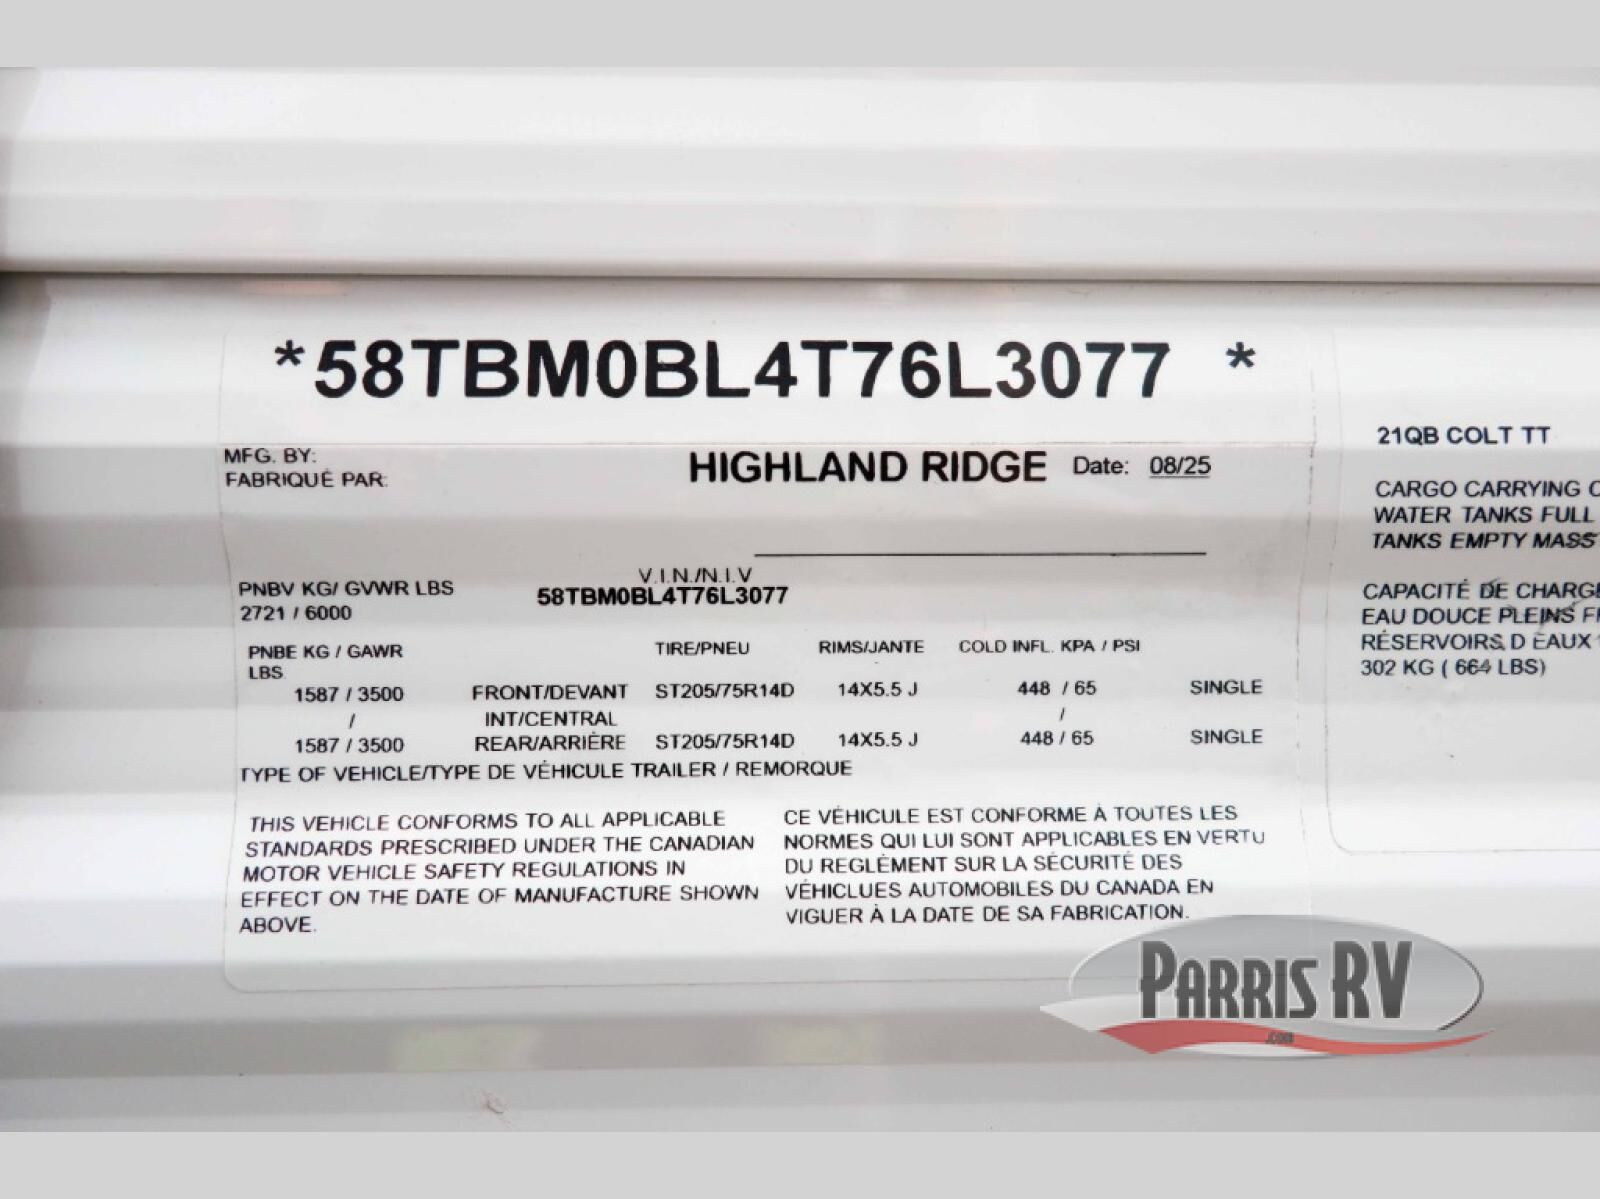 *58TBM0BL4T76L3077 *
MFG. BY:
FABRIQUÉ PAR:
HIGHLAND RIDGE Date: 08/25
V.I.N./N.I.V
58TBM0BL4T76L3077
PNBV KG/ GVWR LBS
2721 / 6000
PNBE KG / GAWR
LBS
TIRE/PNEU RIMS/JANTE COLD INFL. KPA / PSI
1587 / 3500 FRONT/DEVANT ST205/75R14D 14X5.5 J 448 / 65 SINGLE
/ INT/CENTRAL /
1587 / 3500 REAR/ARRIÈRE ST205/75R14D 14X5.5 J 448 / 65 SINGLE
TYPE OF VEHICLE/TYPE DE VÉHICULE TRAILER / REMORQUE
THIS VEHICLE CONFORMS TO ALL APPLICABLE
STANDARDS PRESCRIBED UNDER THE CANADIAN
MOTOR VEHICLE SAFETY REGULATIONS IN
EFFECT ON THE DATE OF MANUFACTURE SHOWN
ABOVE.
CE VÉHICULE EST CONFORME À TOUTES LES
NORMES QUI LUI SONT APPLICABLES EN VERTU
DU REGLÈMENT SUR LA SÉCURITÉ DES
VÉHICLUES AUTOMOBILES DU CANADA EN
VIGUER À LA DATE DE SA FABRICATION.
21QB COLT TT
CARGO CARRYING
WATER TANKS FULL
TANKS EMPTY MASS
CAPACITÉ DE CHARGE
EAU DOUCE PLEINS
RÉSERVOIRS D EAUX
302 KG ( 664 LBS)
PARRIS RV
.COM